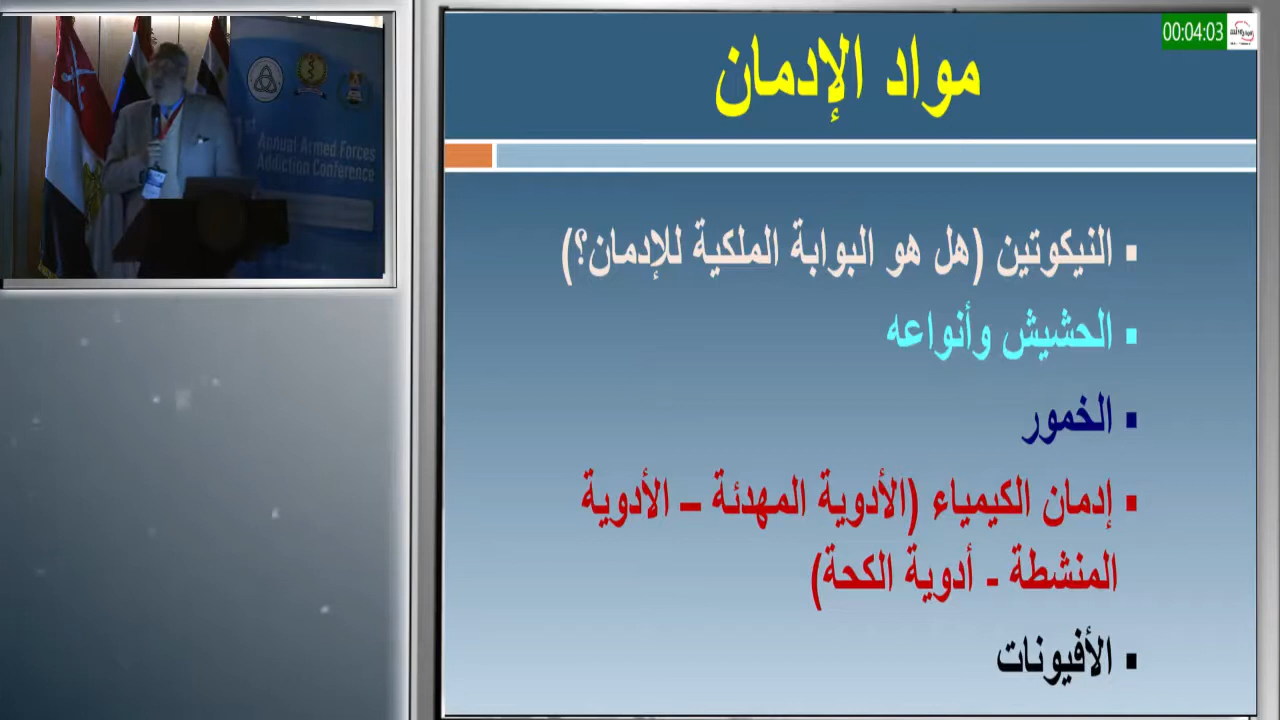 مواد الإدمان
▪ النيكوتين (هل هو البوابة الملكية للإدمان؟)
▪ الحشيش وأنواعه
▪ الخمور
▪ إدمان الكيمياء (الأدوية المهدئة – الأدوية
المنشطة - أدوية الكحة)
▪ الأفيونات
00:04:03
1st
Annual Armed Forces
Addiction Conference